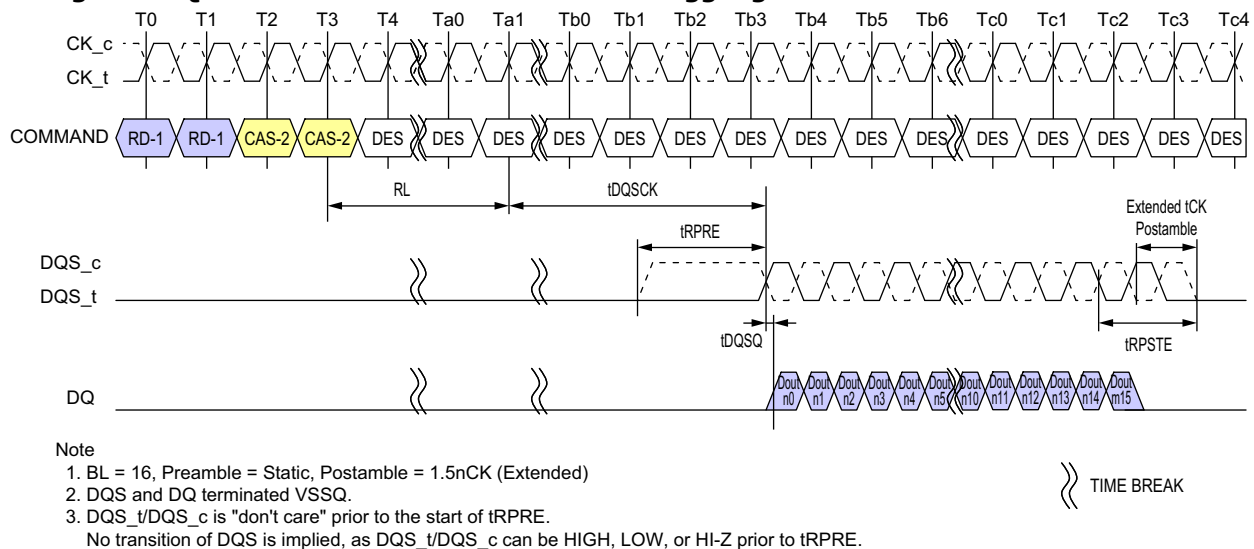 T0 T1 T2 T3 T4 Ta0 Ta1 Tb0 Tb1 Tb2 Tb3 Tb4 Tb5 Tb6 Tc0 Tc1 Tc2 Tc3 Tc4
CK_c
CK_t
COMMAND RD-1 RD-1 CAS-2 CAS-2 DES DES DES DES DES DES DES DES DES DES DES DES DES DES DES
RL tDQSCK
Extended tCK
Postamble
tRPRE
DQS_c
DQS_t
tDQSQ
tRPSTE
DQ
Dout Dout Dout Dout Dout Dout Dout Dout Dout Dout Dout Dout
n0 n1 n2 n3 n4 n5 n10 n11 n12 n13 n14 m15
Note
1. BL = 16, Preamble = Static, Postamble = 1.5nCK (Extended)
2. DQS and DQ terminated VSSQ.
3. DQS_t/DQS_c is "don't care" prior to the start of tRPRE.
No transition of DQS is implied, as DQS_t/DQS_c can be HIGH, LOW, or HI-Z prior to tRPRE.
TIME BREAK